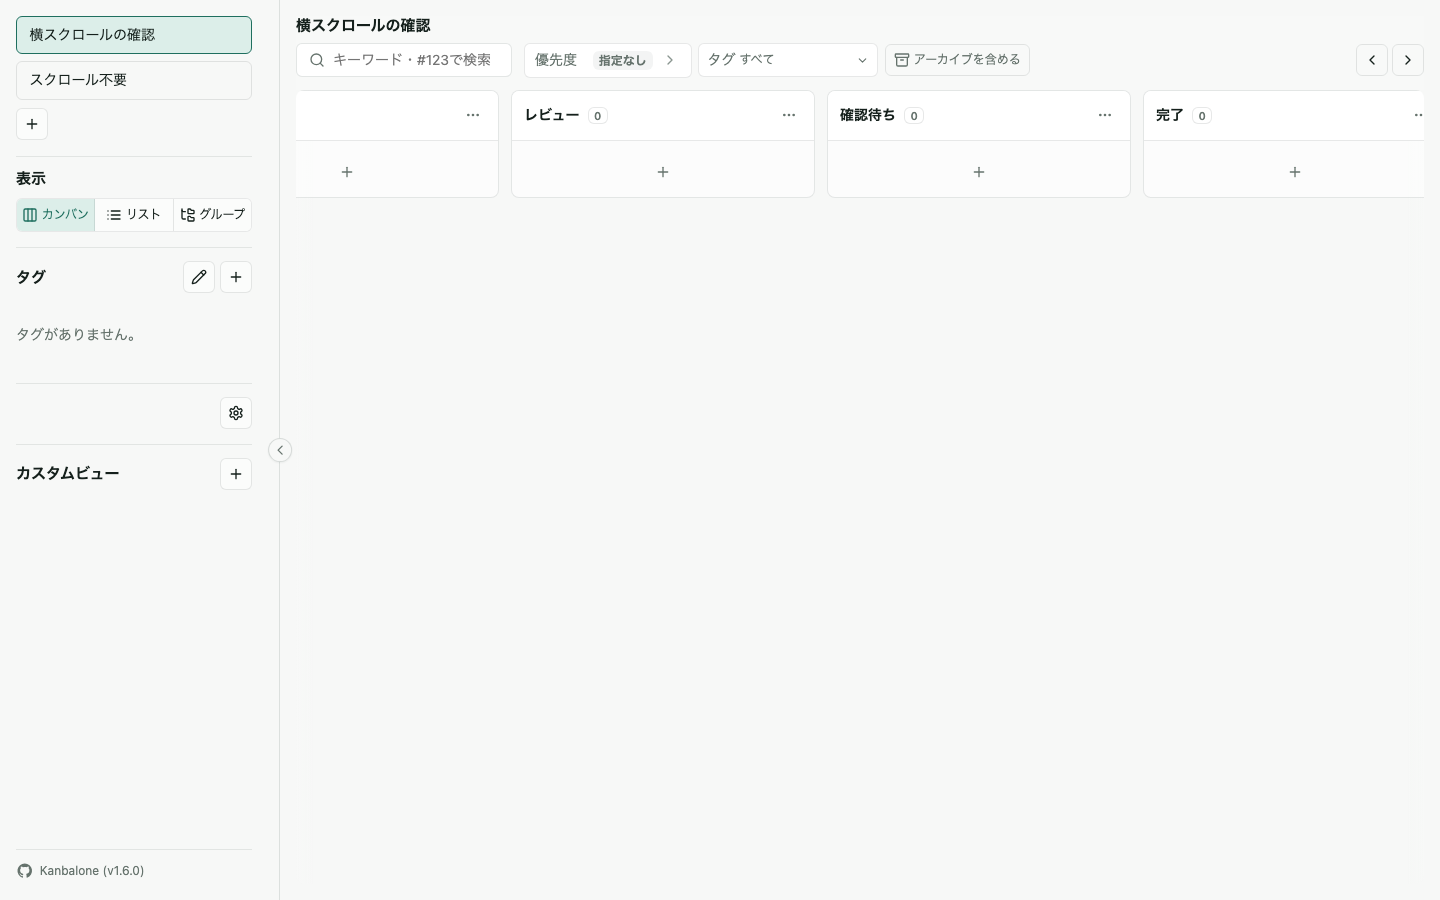 横スクロールの確認
スクロール不要
表示
カンバン
リスト
グループ
タグ
タグがありません。
カスタムビュー
Kanbalone (v1.6.0)
横スクロールの確認
キーワード・#123で検索
優先度 指定なし
タグ すべて
アーカイブを含める
レビュー 0
確認待ち 0
完了 0